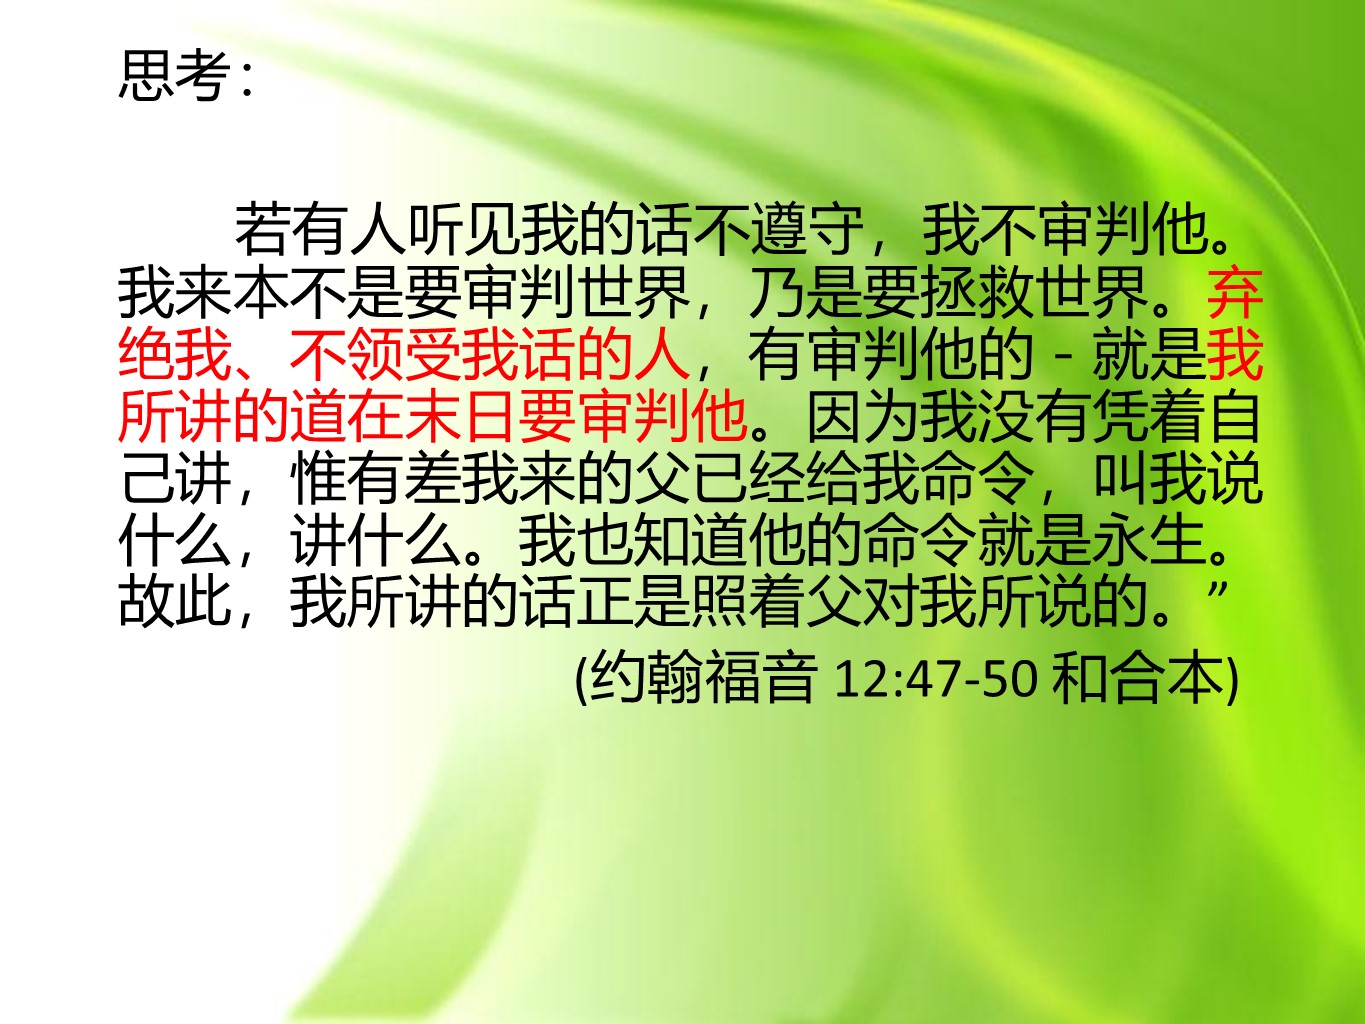 思考：
若有人听见我的话不遵守，我不审判他。
我来本不是要审判世界，乃是要拯救世界。弃
绝我、不领受我话的人，有审判他的 - 就是我
所讲的道在末日要审判他。因为我没有凭着自
己讲，惟有差我来的父已经给我命令，叫我说
什么，讲什么。我也知道他的命令就是永生。
故此，我所讲的话正是照着父对我所说的。”
(约翰福音 12:47-50 和合本)